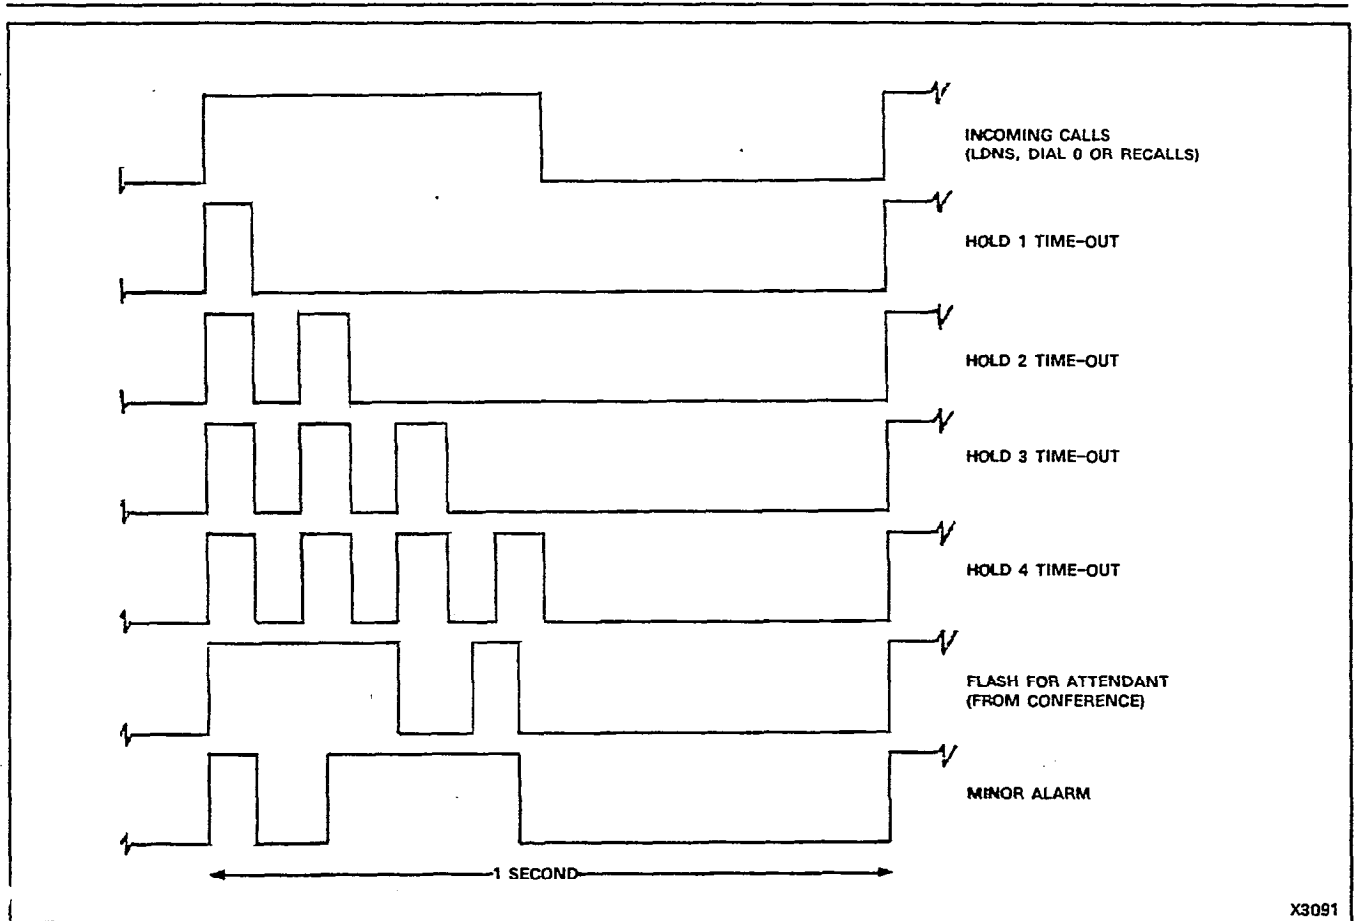 INCOMING CALLS
(LDNS, DIAL 0 OR RECALLS)
HOLD 1 TIME-OUT
HOLD 2 TIME-OUT
HOLD 3 TIME-OUT
HOLD 4 TIME-OUT
FLASH FOR ATTENDANT
(FROM CONFERENCE)
MINOR ALARM
1 SECOND
X3091